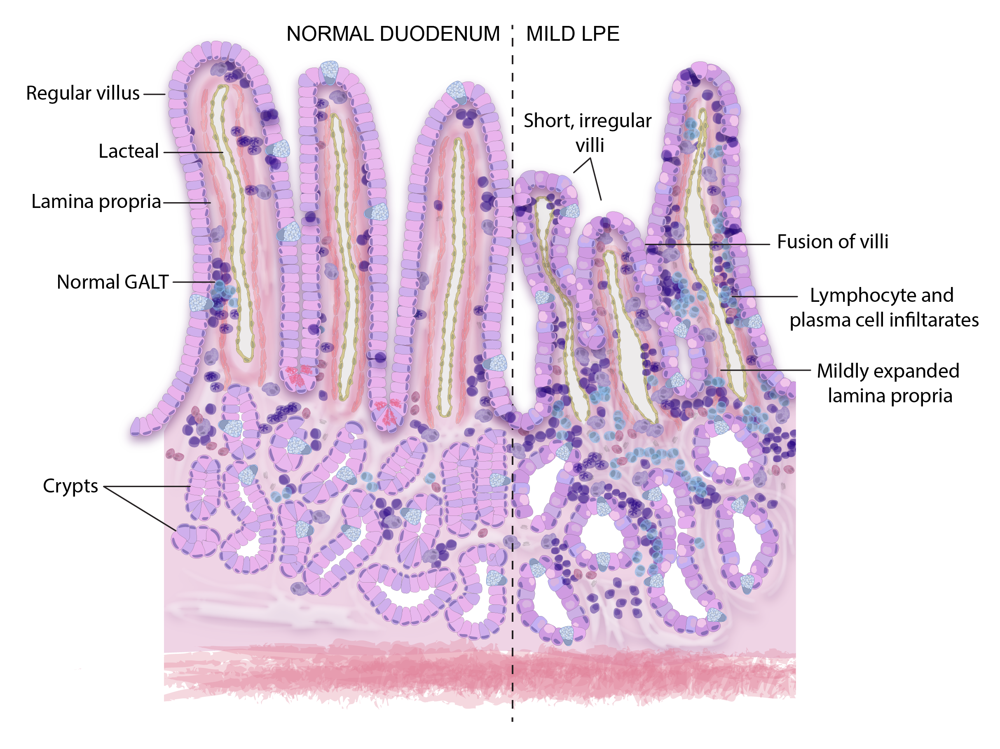 NORMAL DUODENUM
MILD LPE
Regular villus
Lacteal
Lamina propria
Normal GALT
Crypts
Short, irregular
villi
Fusion of villi
Lymphocyte and
plasma cell infiltarates
Mildly expanded
lamina propria